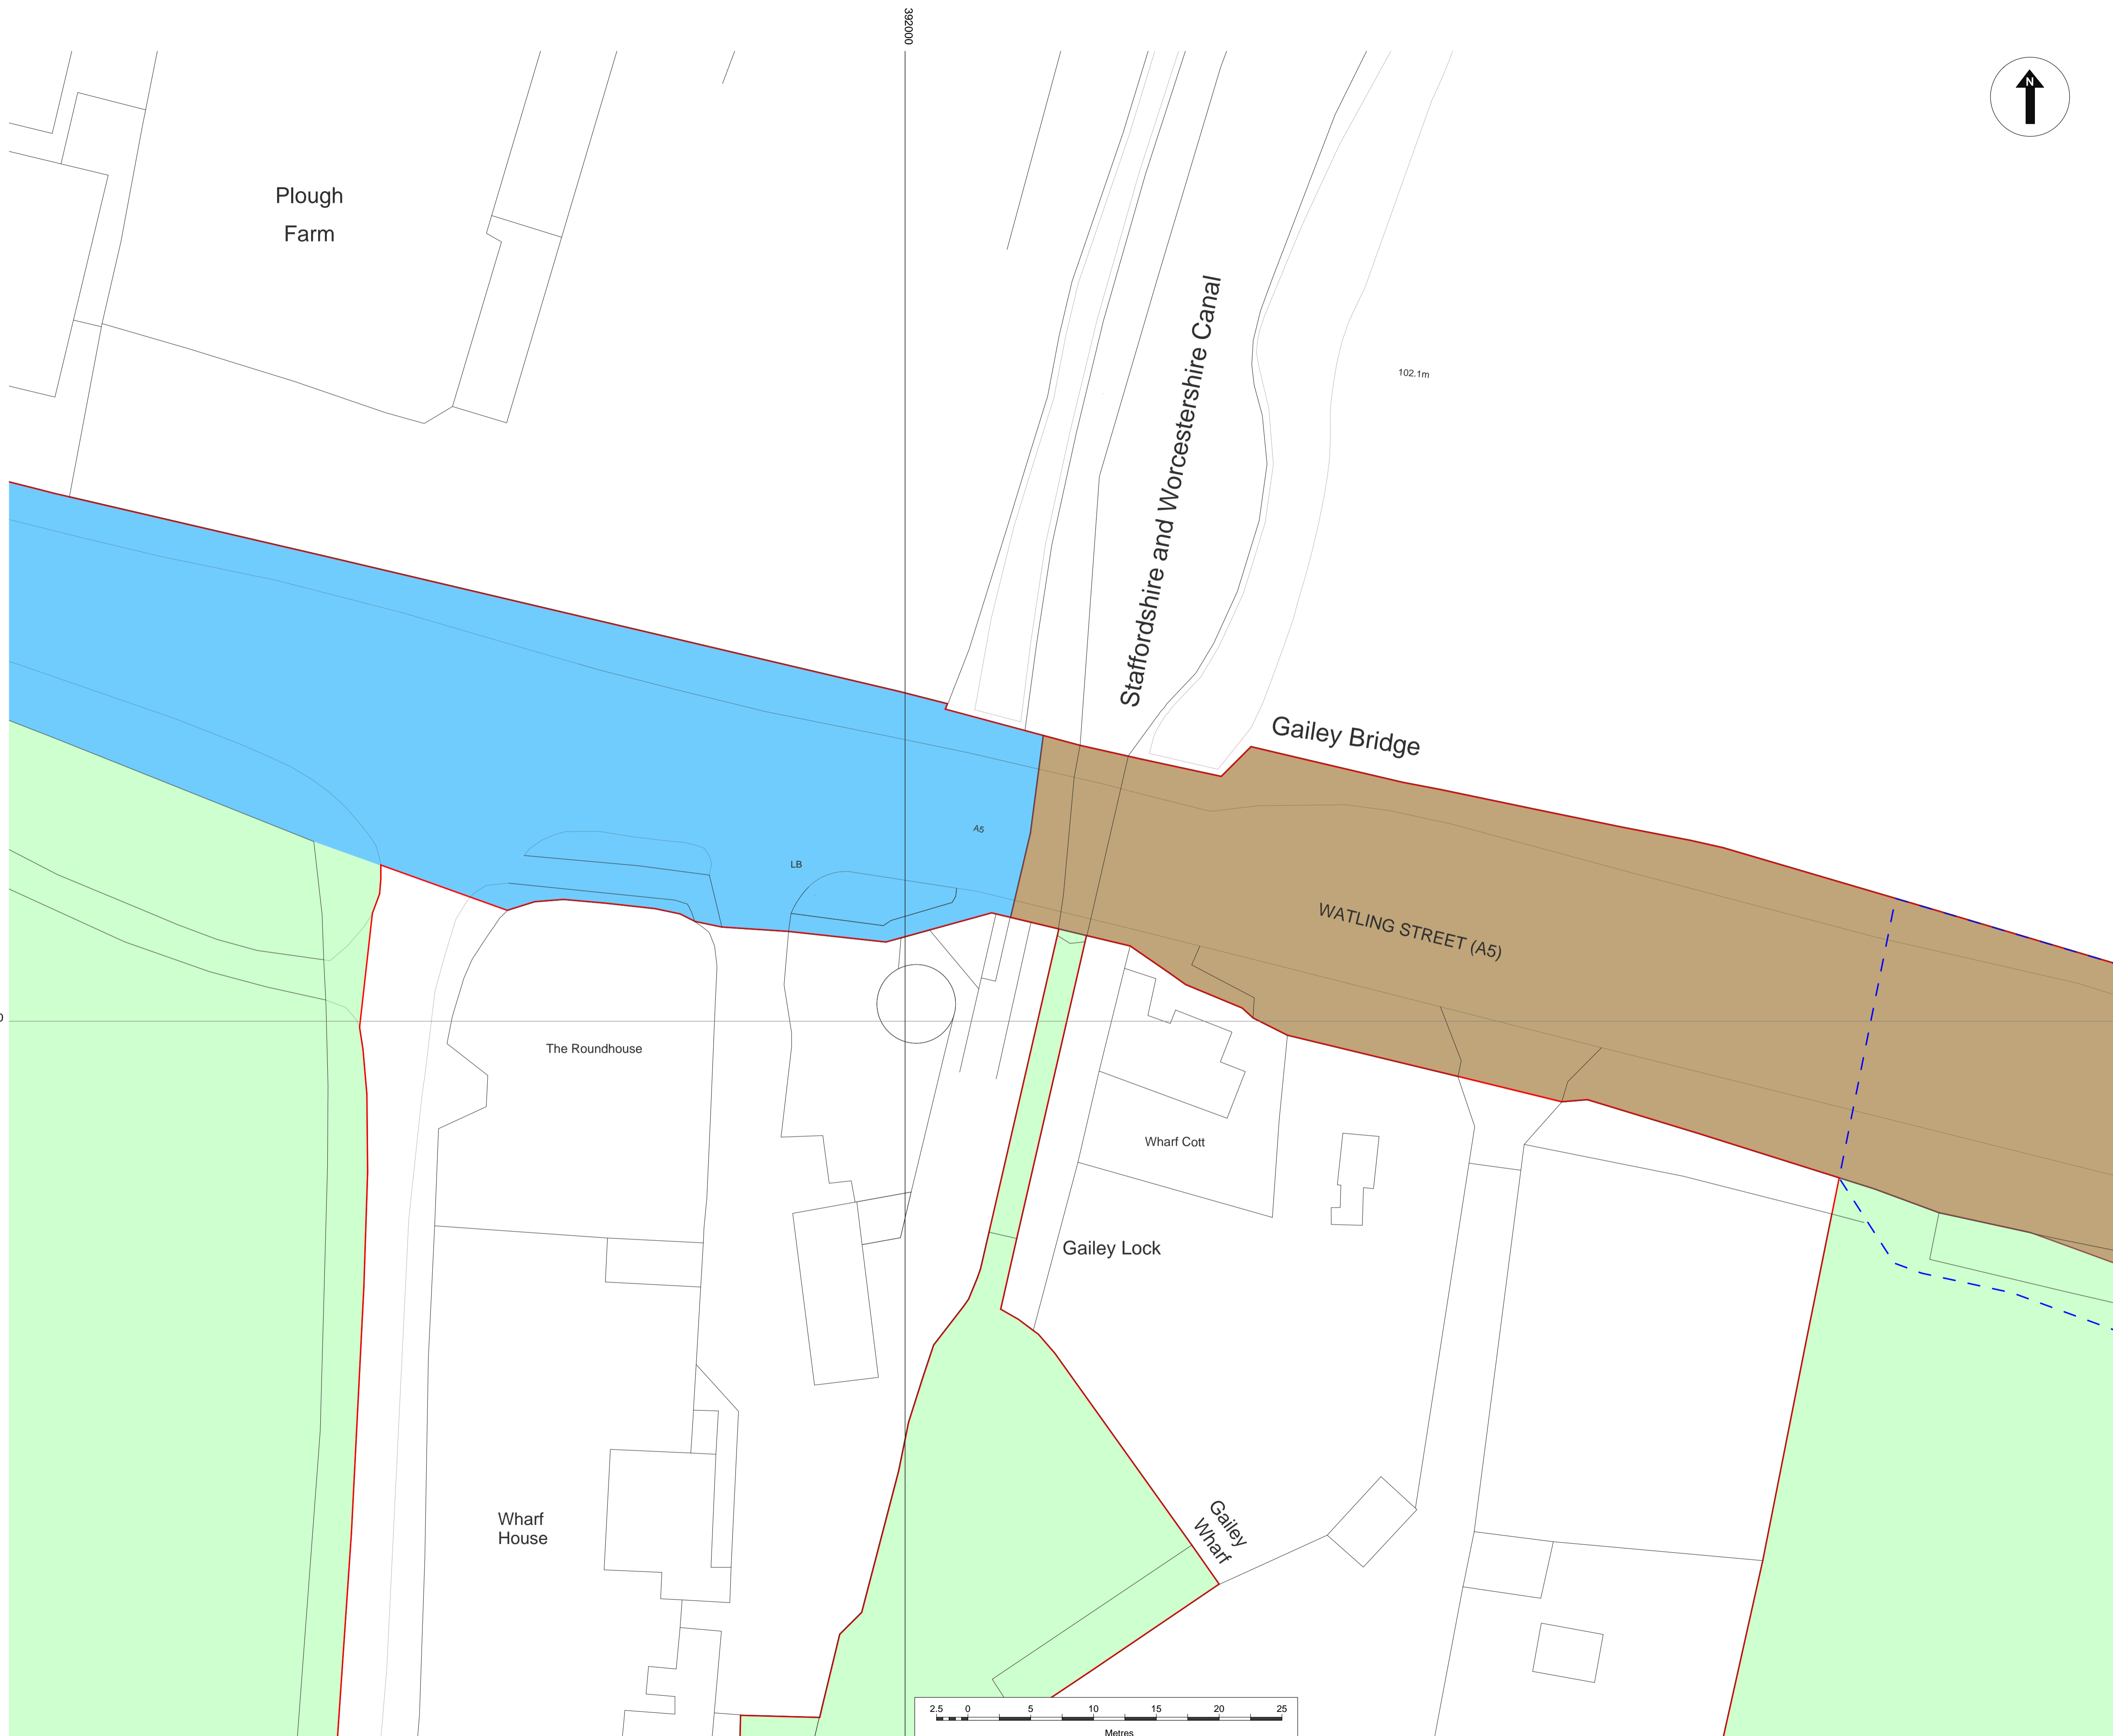 392000
N
Plough
Farm
Staffordshire and Worcestershire Canal
102.1m
Gailey Bridge
A5
LB
WATLING STREET (A5)
0
The Roundhouse
Wharf Cott
Gailey Lock
Gailey
Wharf
Wharf
House
2.5 0 5 10 15 20 25
Metres